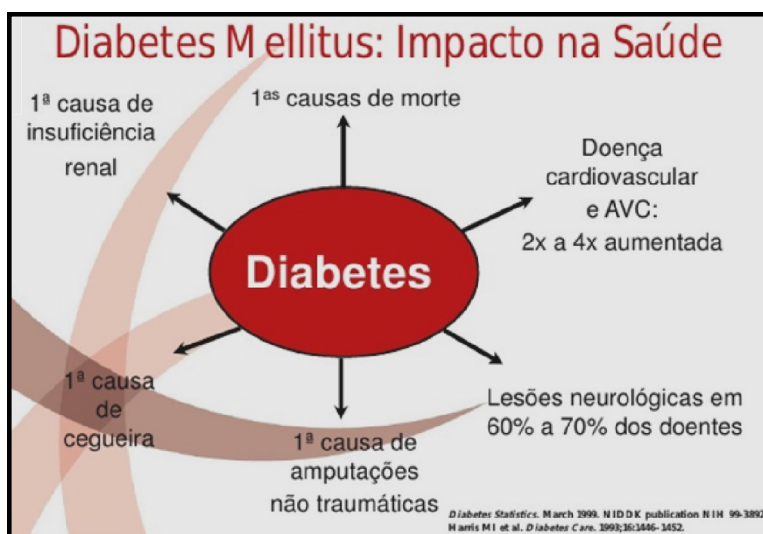 Diabetes Mellitus: Impacto na Saúde
1ª causa de
insuficiência
renal
1as causas de morte
Doença
cardiovascular
e AVC:
2x a 4x aumentada
Diabetes
1ª causa
de
cegueira
1ª causa de
amputações
não traumáticas
Lesões neurológicas em
60% a 70% dos doentes
Diabetes Statistics. March 1999. NIDDK publication NIH 99-3892
Harris MI et al. Diabetes Care. 1993;16:1446-1452.